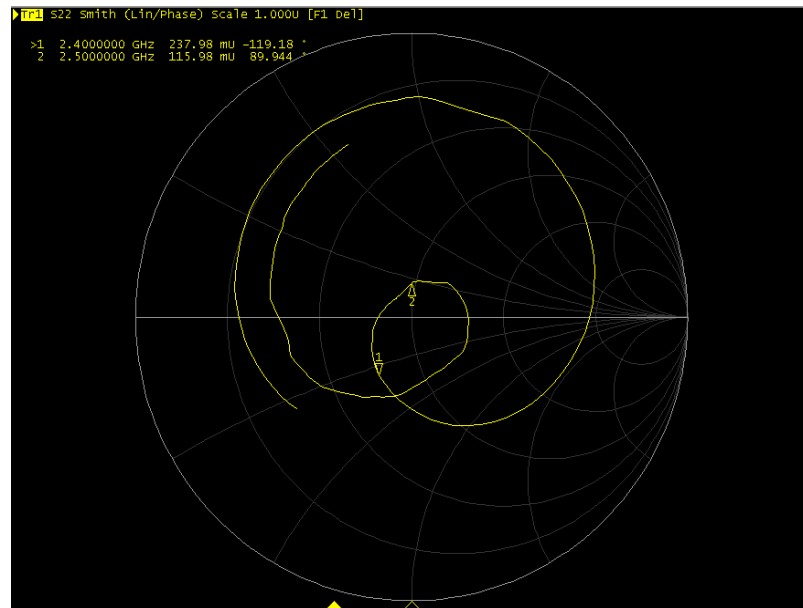 Tr1 S22 Smith (Lin/Phase) Scale 1.000U [F1 Del]
>1 2.4000000 GHz 237.98 mU -119.18 °
2 2.5000000 GHz 115.98 mU 89.944 °
2
1